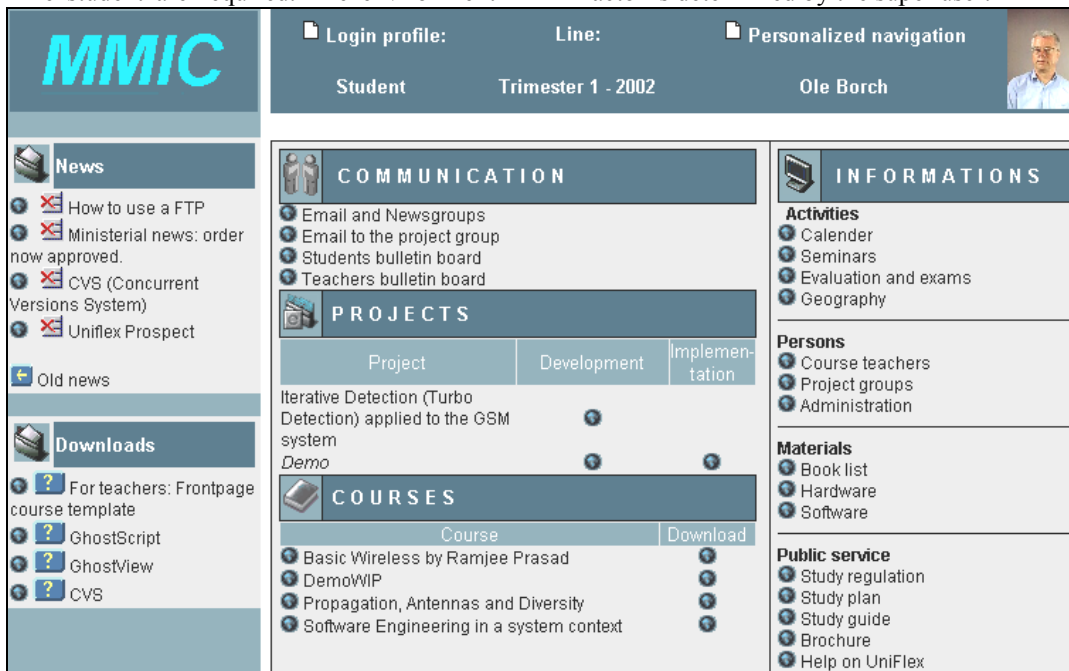 MMIC
Login profile: Line: Personalized navigation
Student Trimester 1 - 2002 Ole Borch
News
How to use a FTP
Ministerial news: order
now approved.
CVS (Concurrent
Versions System)
Uniflex Prospect
Old news
Downloads
? For teachers: Frontpage
course template
? GhostScript
? GhostView
? CVS
COMMUNICATION
Email and Newsgroups
Email to the project group
Students bulletin board
Teachers bulletin board
PROJECTS
Project Development Implemen-
tation
Iterative Detection (Turbo
Detection) applied to the GSM
system
Demo
COURSES
Course Download
Basic Wireless by Ramjee Prasad
DemoWIP
Propagation, Antennas and Diversity
Software Engineering in a system context
INFORMATIONS
Activities
Calender
Seminars
Evaluation and exams
Geography
Persons
Course teachers
Project groups
Administration
Materials
Book list
Hardware
Software
Public service
Study regulation
Study plan
Study guide
Brochure
Help on UniFlex